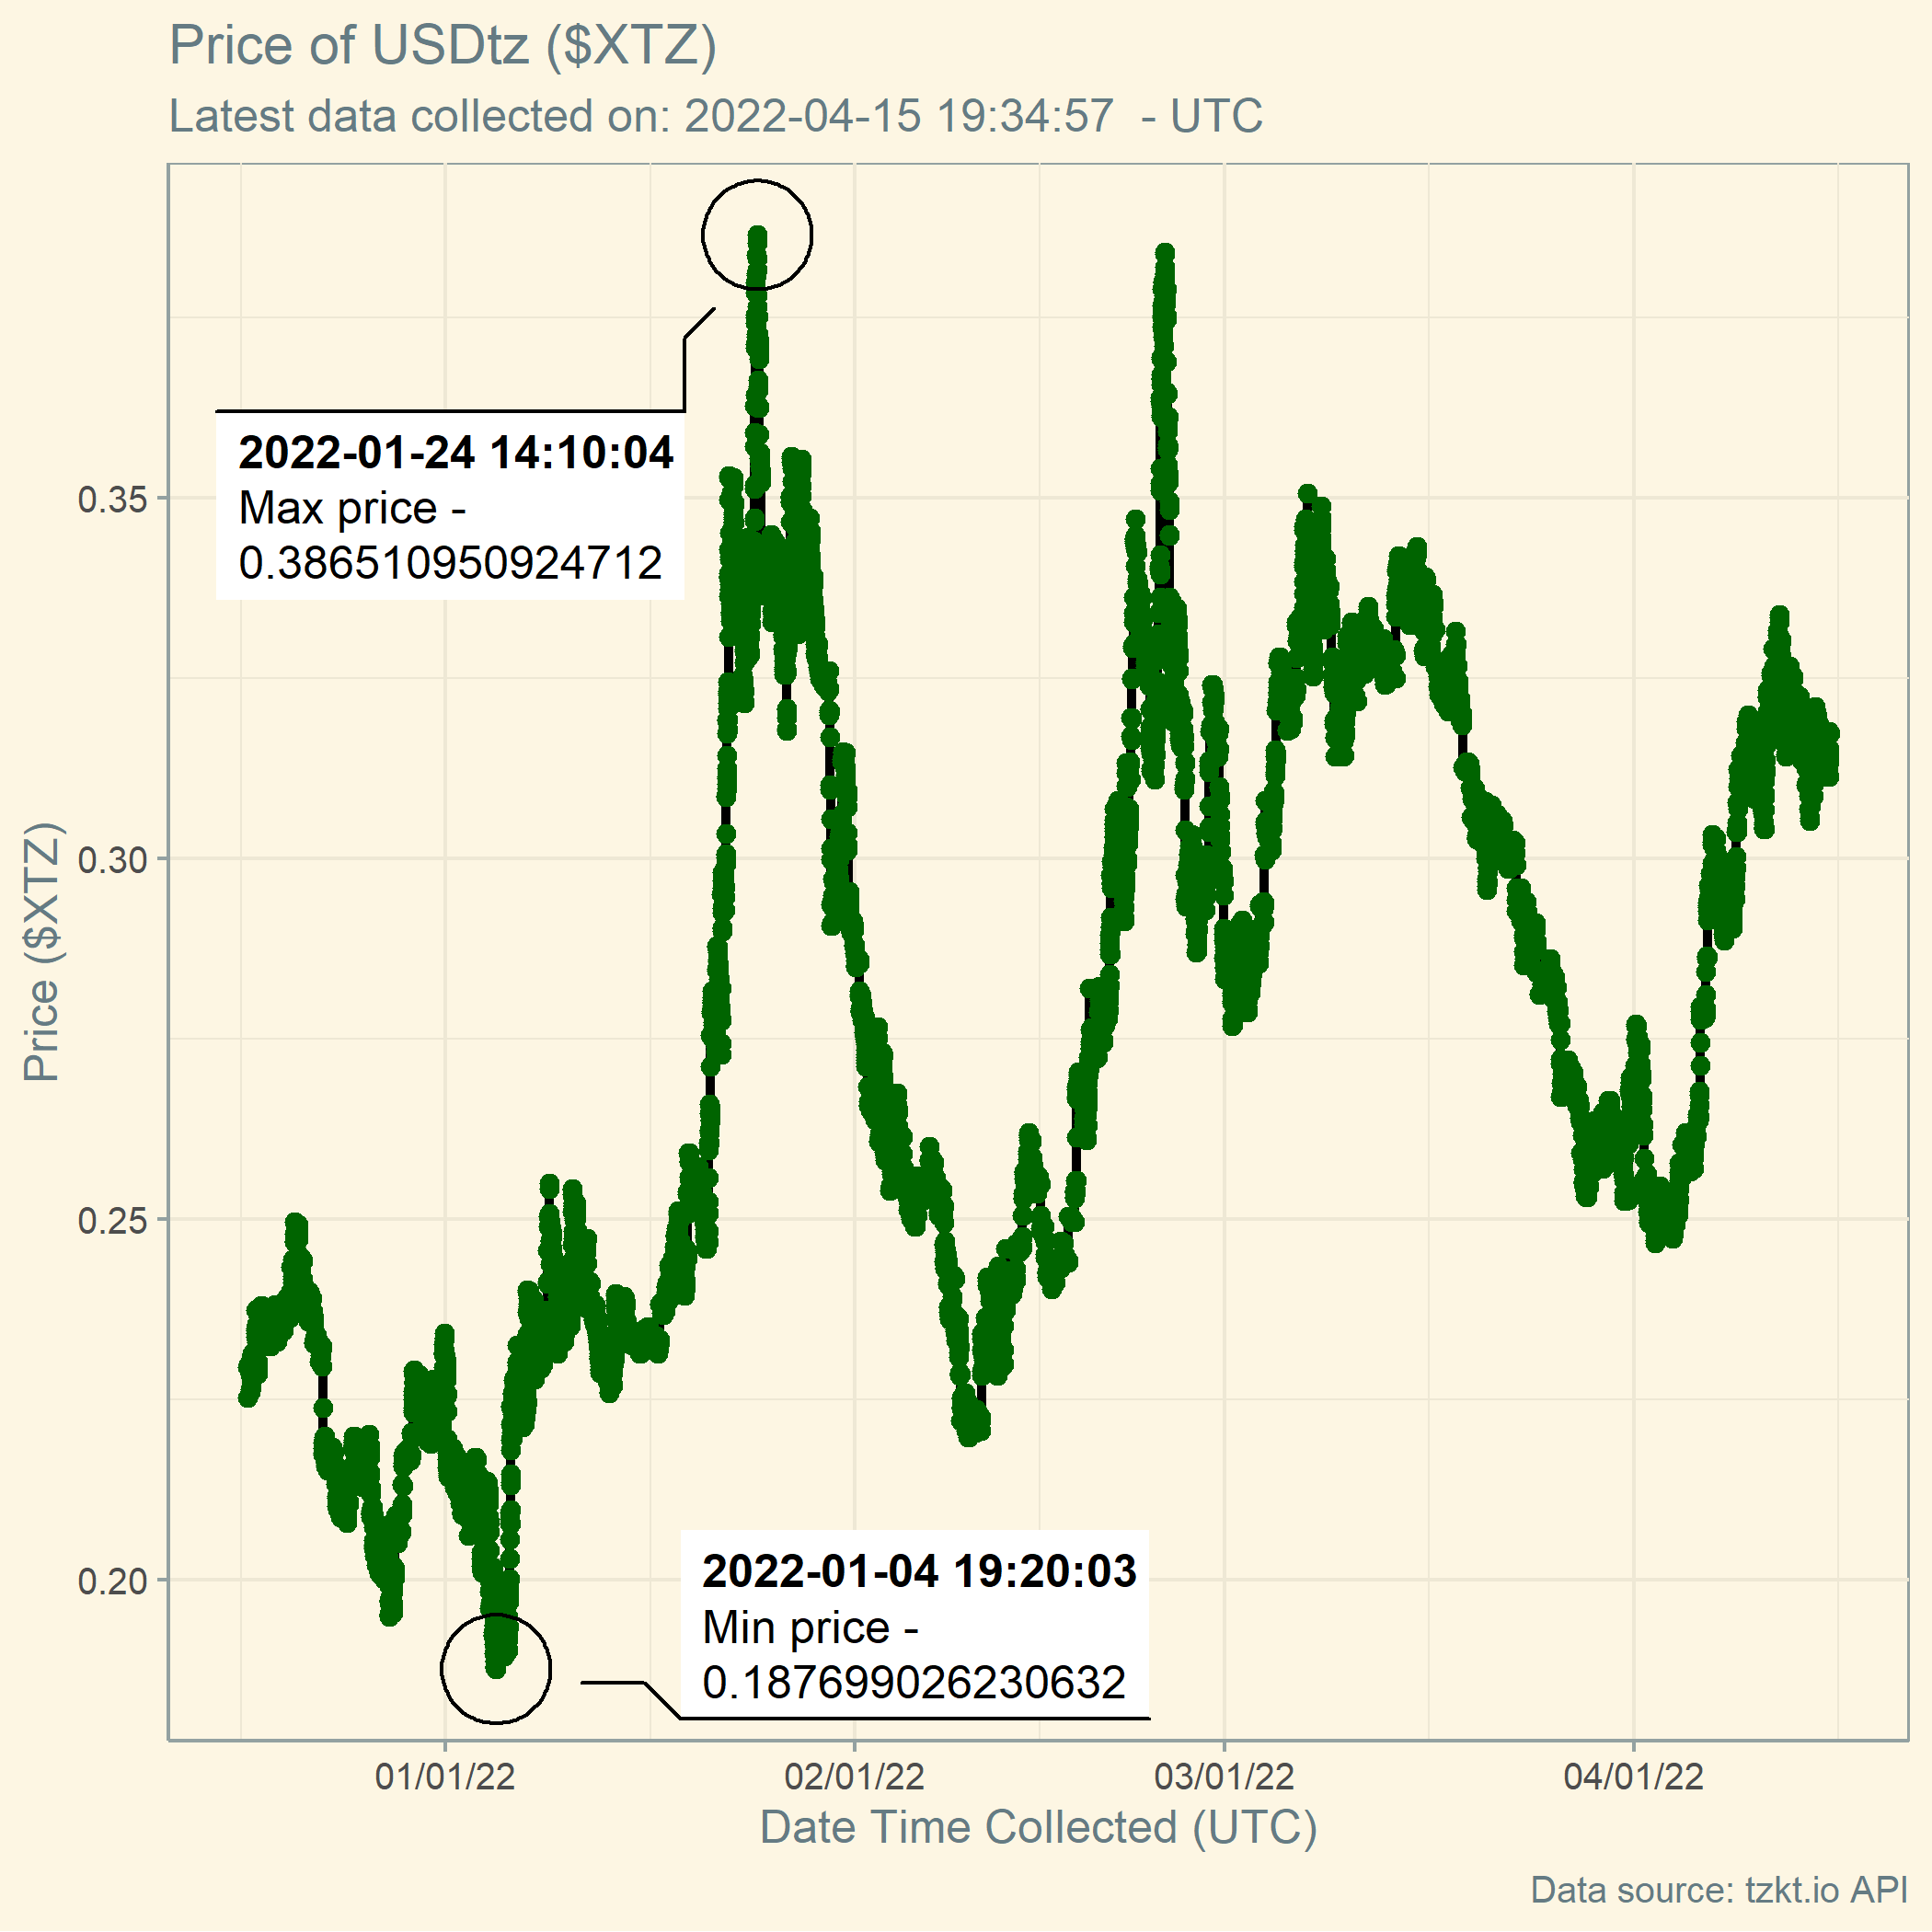 Price of USDtz ($XTZ)
Latest data collected on: 2022-04-15 19:34:57  - UTC
2022-01-24 14:10:04
Max price -
0.386510950924712
0.35
0.30
0.25
0.20
Price ($XTZ)
2022-01-04 19:20:03
Min price -
0.187699026230632
01/01/22
02/01/22
03/01/22
04/01/22
Date Time Collected (UTC)
Data source: tzkt.io API